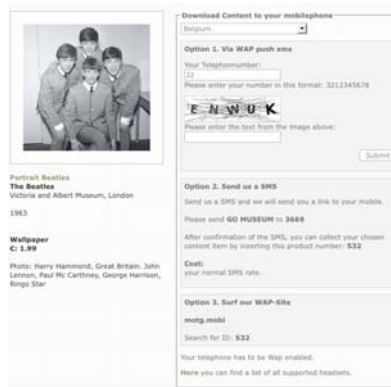 Portrait Beatles
The Beatles
Victoria and Albert Museum, London
1963
Wallpaper
€: 1.99
Photo: Harry Hammond, Great Britain. John
Lennon, Paul Mc Carthney, George Harrison,
Ringo Star
Download Content to your mobilephone
Belgium
Option 1. Via WAP push sms
Your Telephonnumber:
32
Please enter your number in this format: 3212345678
E N W U K
Please enter the text from the image above:
Submit
Option 2. Send us a SMS
Send us a SMS and we will send you a link to your mobile.
Please send GO MUSEUM to 3669
After confirmation of the SMS, you can collect your chosen
content item by inserting this product number: 532
Cost:
your normal SMS rate.
Option 3. Surf our WAP-Site
motg.mobi
Search for ID: 532
Your telephone has to be Wap enabled.
Here you can find a list of all supported headsets.